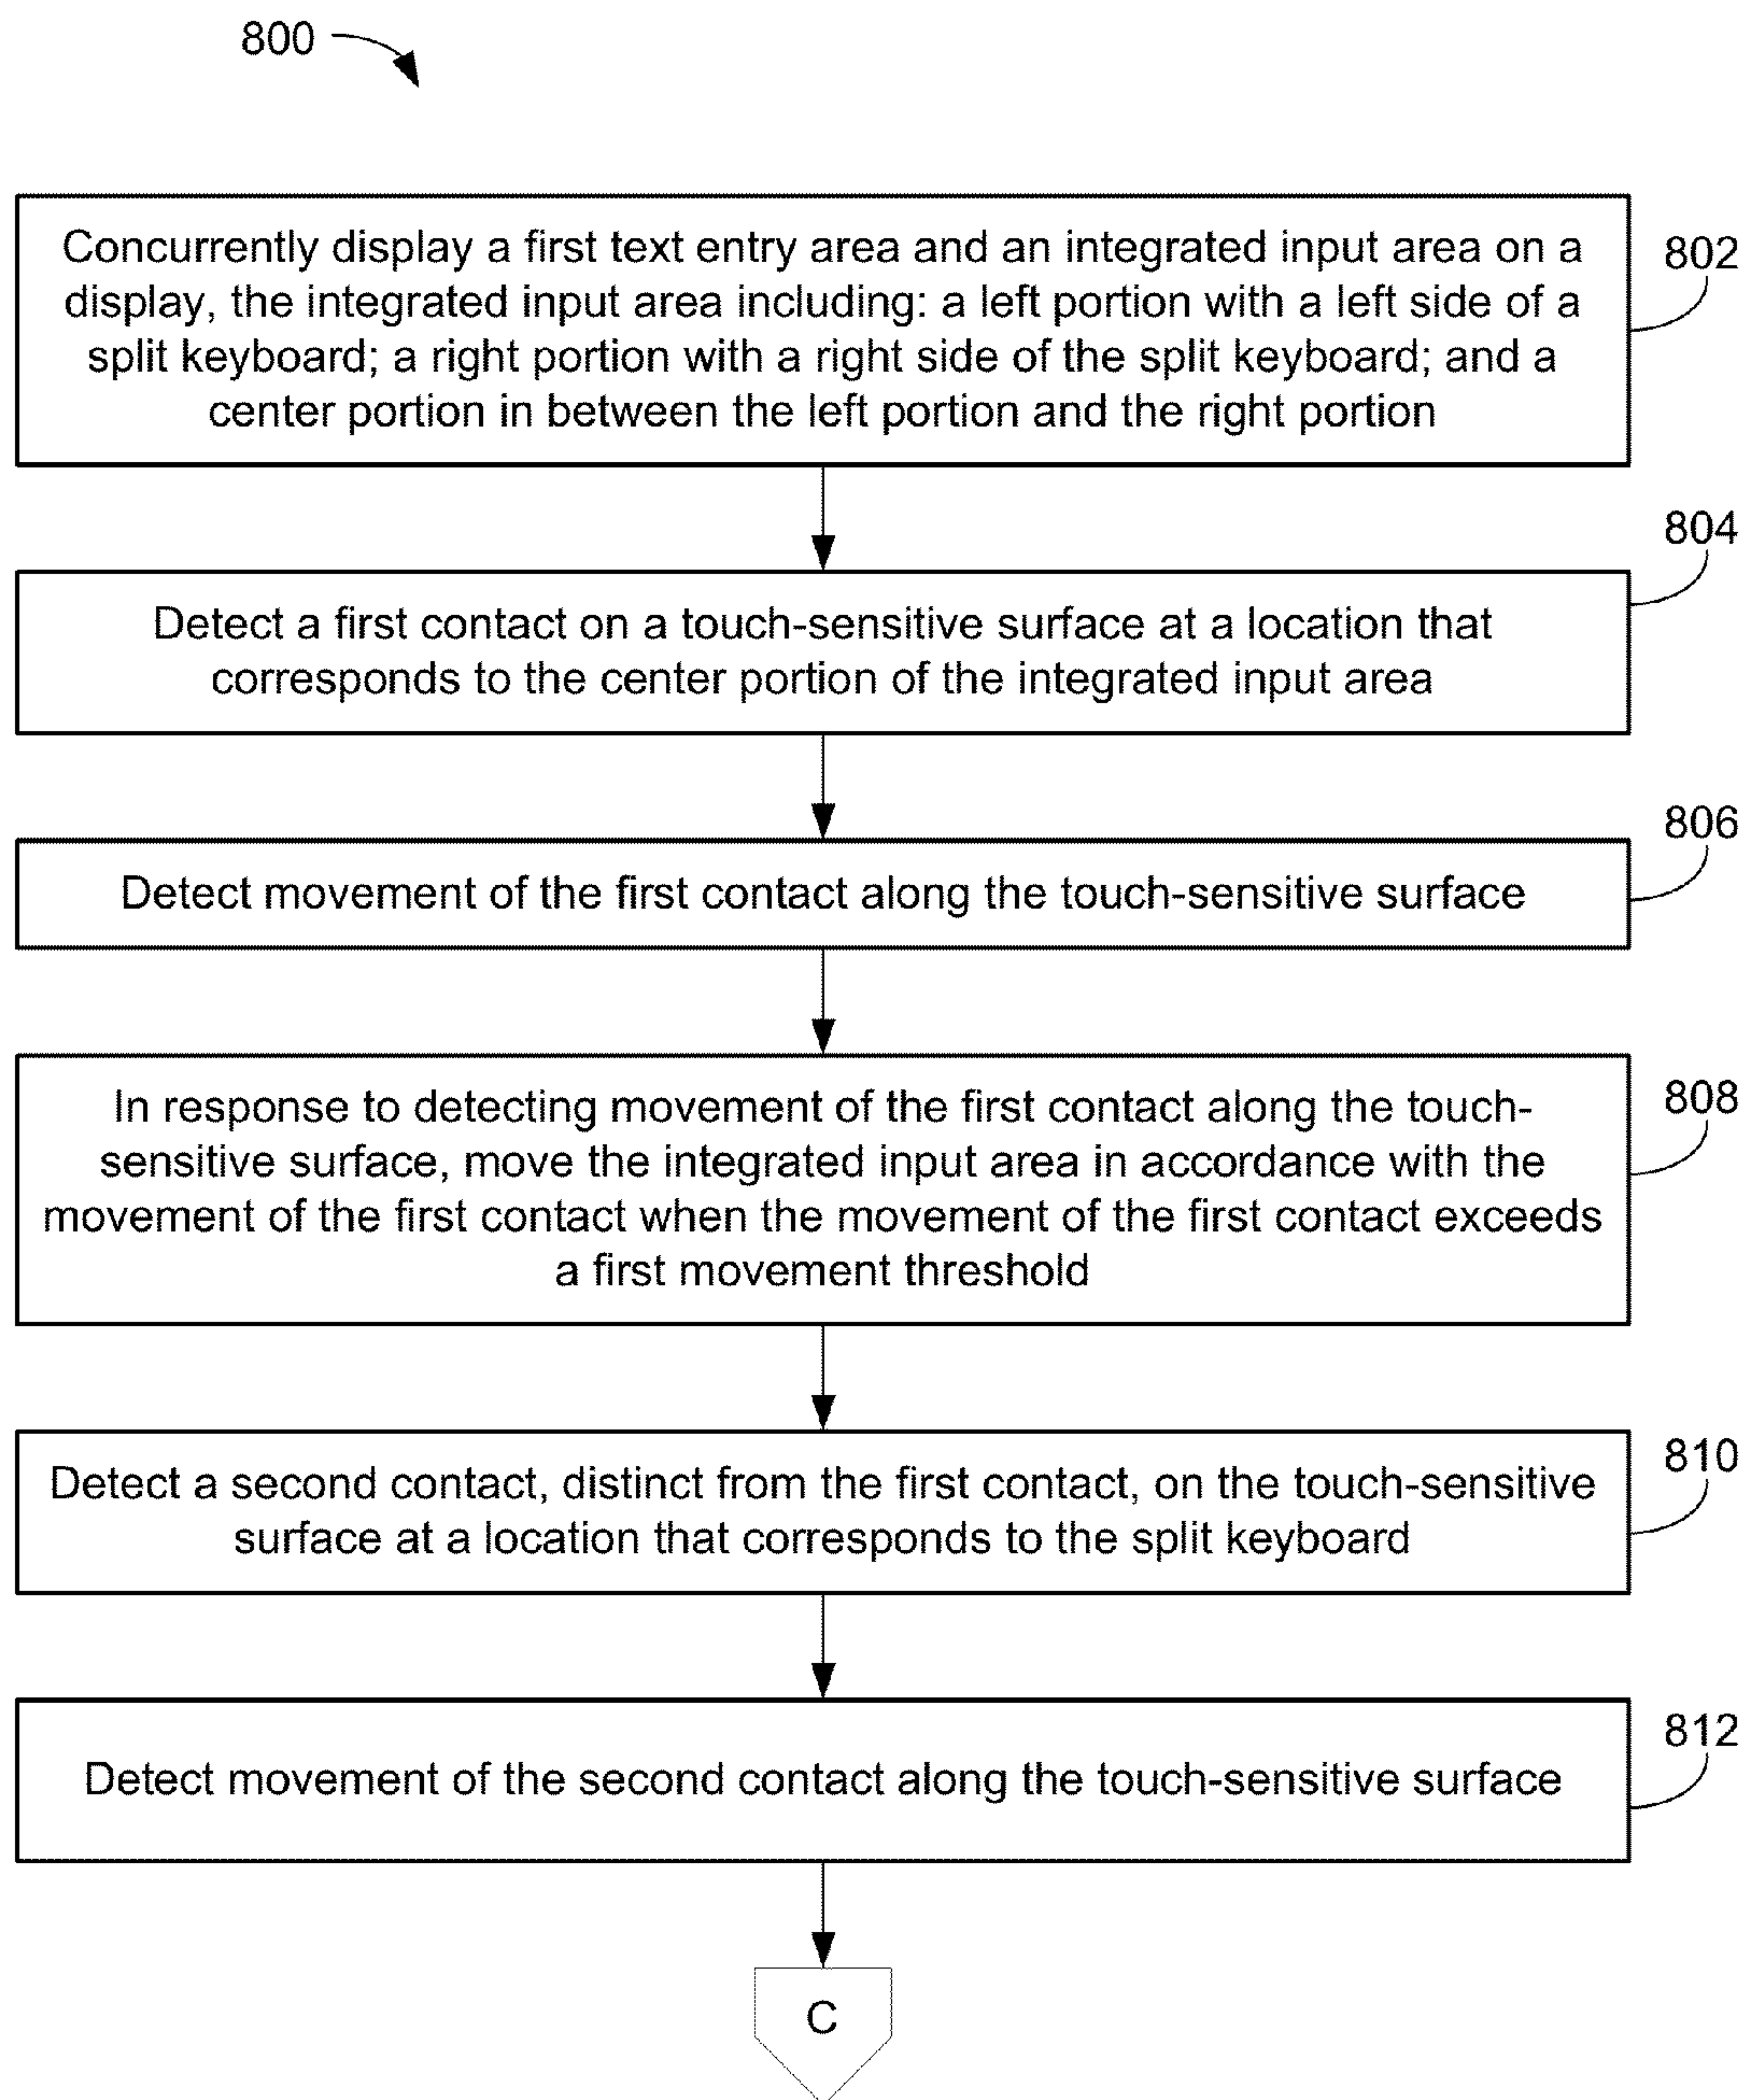 800
Concurrently display a first text entry area and an integrated input area on a
display, the integrated input area including: a left portion with a left side of a
split keyboard; a right portion with a right side of the split keyboard; and a
center portion in between the left portion and the right portion
802
804
Detect a first contact on a touch-sensitive surface at a location that
corresponds to the center portion of the integrated input area
806
Detect movement of the first contact along the touch-sensitive surface
In response to detecting movement of the first contact along the touch-
sensitive surface, move the integrated input area in accordance with the
movement of the first contact when the movement of the first contact exceeds
a first movement threshold
808
Detect a second contact, distinct from the first contact, on the touch-sensitive
surface at a location that corresponds to the split keyboard
810
812
Detect movement of the second contact along the touch-sensitive surface
C